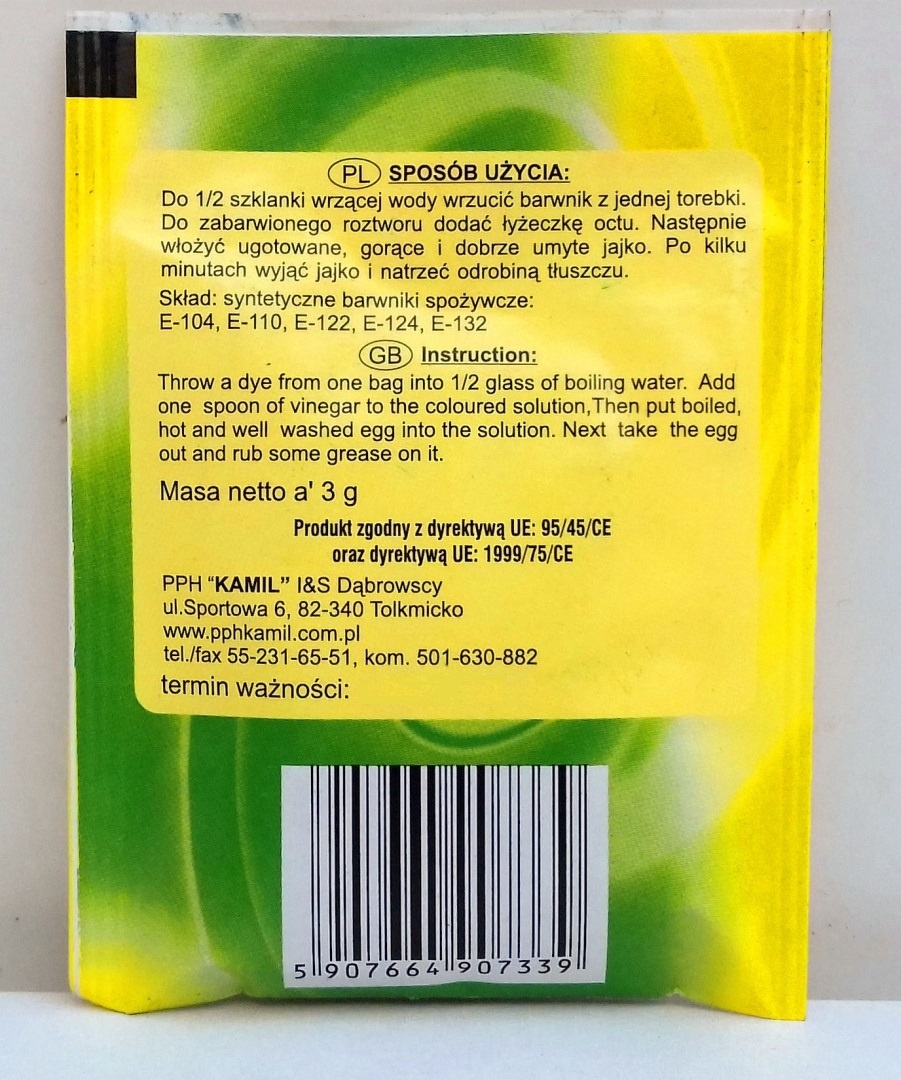 PL SPOSÓB UŻYCIA:
Do 1/2 szklanki wrzącej wody wrzucić barwnik z jednej torebki.
Do zabarwionego roztworu dodać łyżeczkę octu. Następnie
włożyć ugotowane, gorące i dobrze umyte jajko. Po kilku
minutach wyjąć jajko i natrzeć odrobiną tłuszczu.
Skład: syntetyczne barwniki spożywcze:
E-104, E-110, E-122, E-124, E-132
GB Instruction:
Throw a dye from one bag into 1/2 glass of boiling water. Add
one spoon of vinegar to the coloured solution,Then put boiled,
hot and well washed egg into the solution. Next take the egg
out and rub some grease on it.
Masa netto a' 3 g
Produkt zgodny z dyrektywą UE: 95/45/CE
oraz dyrektywą UE: 1999/75/CE
PPH “KAMIL” I&S Dąbrowscy
ul.Sportowa 6, 82-340 Tolkmicko
www.pphkamil.com.pl
tel./fax 55-231-65-51, kom. 501-630-882
termin ważności:
5 907664 907339